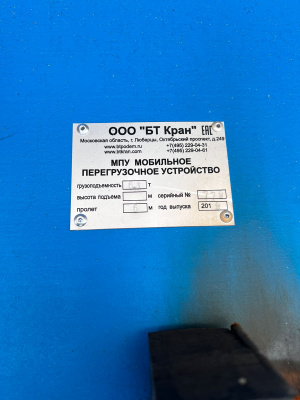 ООО "БТ Кран" ЕАС
Московская область, г. Люберцы, Октябрьский проспект, д.249
www.btpodem.ru +7(495) 229-04-31
www.btkran.com +7(495) 229-04-61
МПУ МОБИЛЬНОЕ
ПЕРЕГРУЗОЧНОЕ УСТРОЙСТВО
грузоподъемность т
высота подъема м серийный №
пролет м год выпуска 201